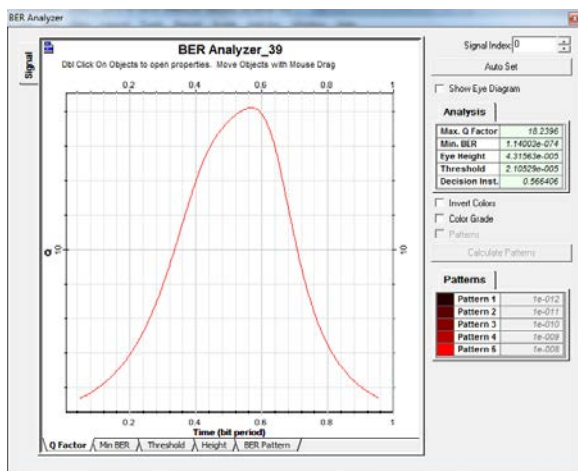 BER Analyzer
Signal
BER Analyzer_39
Dbl Click On Objects to open properties. Move Objects with Mouse Drag
0 0.2 0.4 0.6 0.8 1
Q
10
10
0.2 0.4 0.6 0.8 1
Time (bit period)
Q Factor Min BER Threshold Height BER Pattern
Signal Index: 0
Auto Set
Show Eye Diagram
Analysis
Max. Q Factor 18.2396
Min. BER 1.14003e-074
Eye Height 4.31563e-005
Threshold 2.10529e-005
Decision Inst. 0.566406
Invert Colors
Color Grade
Patterns
Calculate Patterns
Patterns
Pattern 1 1e-012
Pattern 2 1e-011
Pattern 3 1e-010
Pattern 4 1e-009
Pattern 5 1e-008